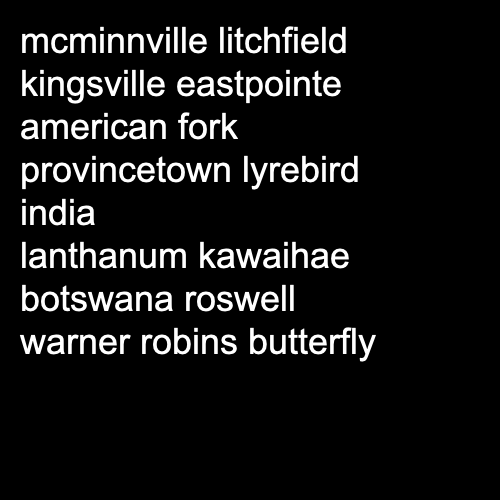 mcminnville litchfield
kingsville eastpointe
american fork
provincetown lyrebird
india
lanthanum kawaihae
botswana roswell
warner robins butterfly